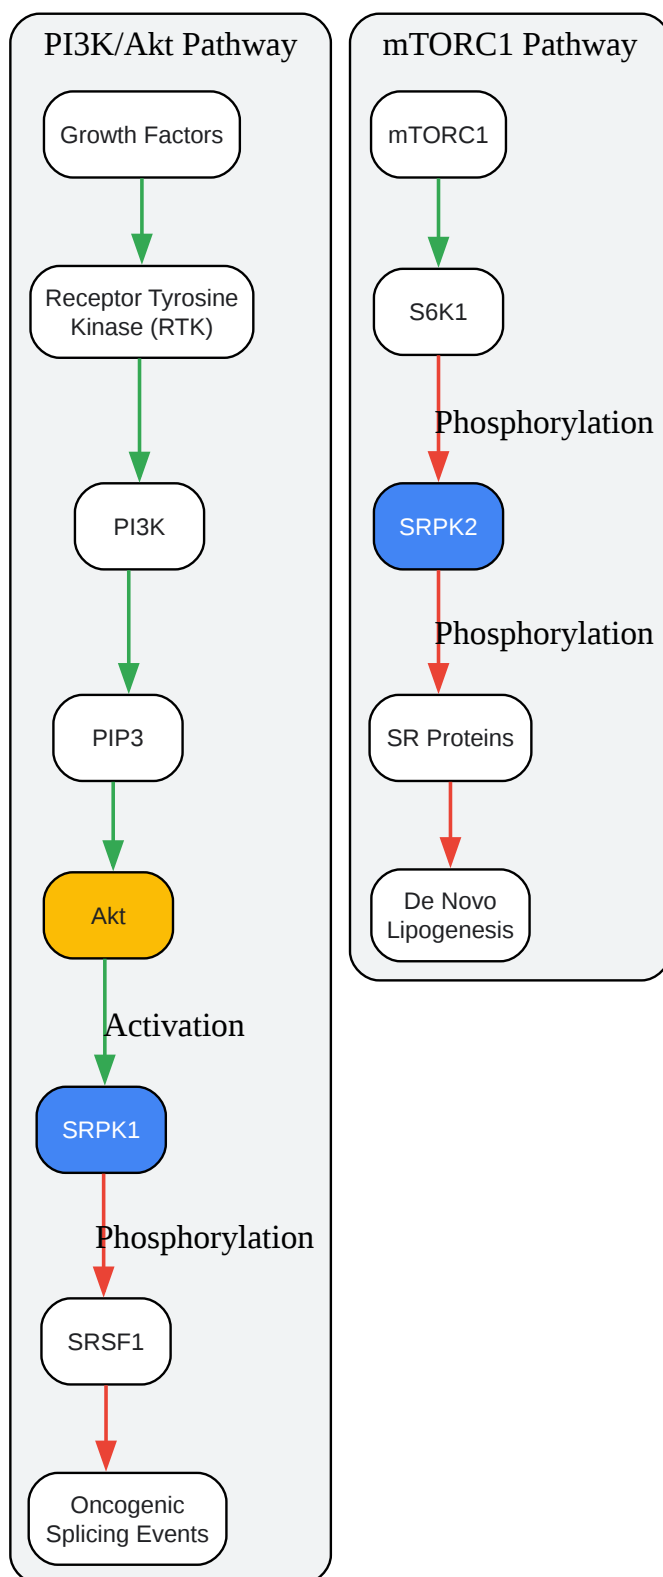 PI3K/Akt Pathway
Growth Factors
Receptor Tyrosine
Kinase (RTK)
PI3K
PIP3
Akt
Activation
SRPK1
Phosphorylation
SRSF1
Oncogenic
Splicing Events
mTORC1 Pathway
mTORC1
S6K1
Phosphorylation
SRPK2
Phosphorylation
SR Proteins
De Novo
Lipogenesis